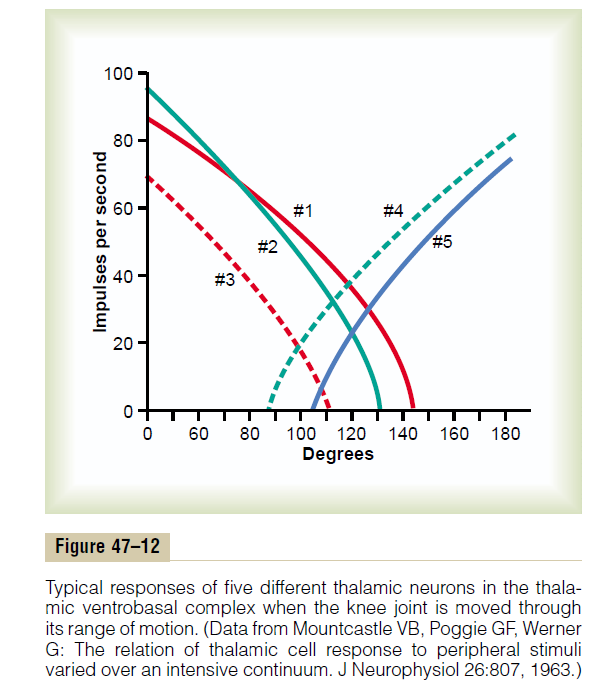 100
80
60
40
20
0
Impulses per second
#1
#2
#3
#4
#5
0 60 80 100 120 140 160 180
Degrees
Figure 47–12
Typical responses of five different thalamic neurons in the thala-
mic ventrobasal complex when the knee joint is moved through
its range of motion. (Data from Mountcastle VB, Poggie GF, Werner
G: The relation of thalamic cell response to peripheral stimuli
varied over an intensive continuum. J Neurophysiol 26:807, 1963.)